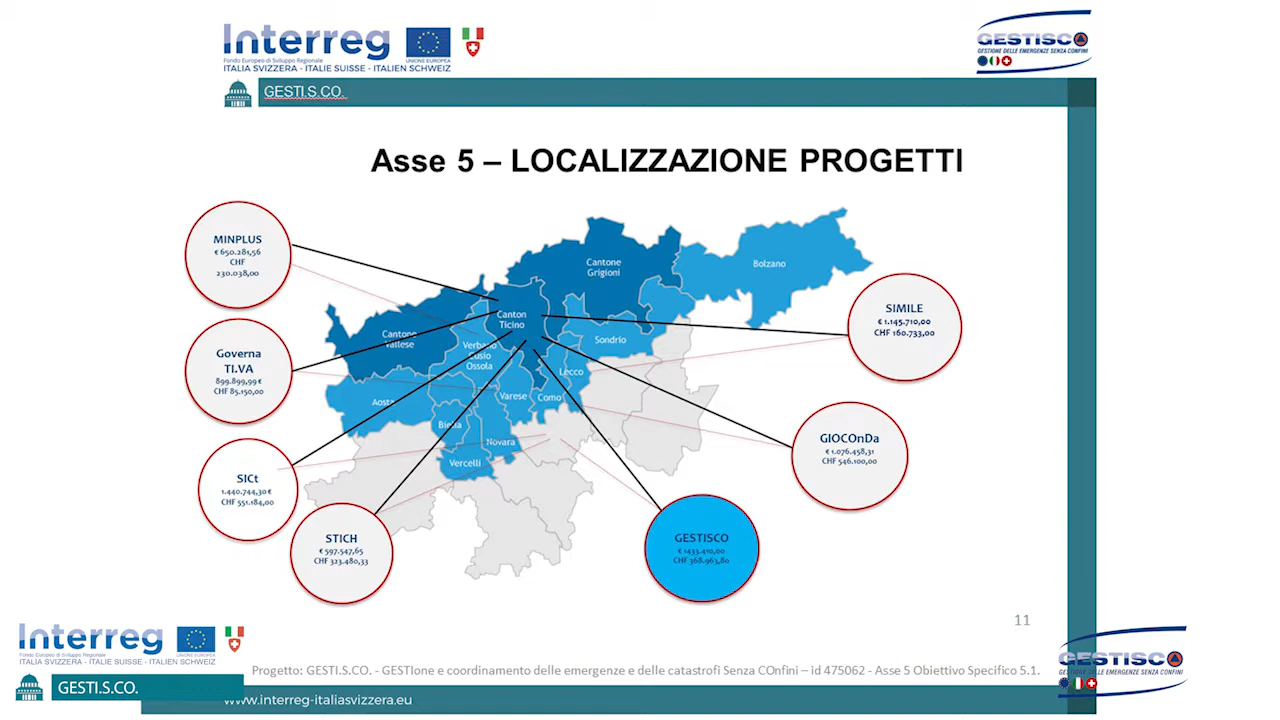 Interreg
Fondo Europeo di Sviluppo Regionale
UNIONE EUROPEA
ITALIA SVIZZERA - ITALIE SUISSE - ITALIEN SCHWEIZ
GESTISCO
GESTIONE DELLE EMERGENZE SENZA CONFINI
GESTI.S.CO.
Asse 5 – LOCALIZZAZIONE PROGETTI
MINPLUS
€ 650.281,56
CHF
230.038,00
Governa
TI.VA
899.899,99 €
CHF 85.150,00
SICt
1.440.744,30 €
CHF 551.184,00
STICH
€ 597.547,65
CHF 323.480,33
Cantone
Grigioni
Bolzano
Canton
Ticino
Cantone
Vallese
Verbano
Cusio
Ossola
Sondrio
Lecco
Aosta
Varese
Como
Biella
Novara
Vercelli
SIMILE
€ 1.145.710,00
CHF 160.733,00
GIOCOnDa
€ 1.076.458,31
CHF 546.100,00
GESTISCO
€ 1433.410,00
CHF 368.963,80
11
Interreg
Fondo Europeo di Sviluppo Regionale
UNIONE EUROPEA
ITALIA SVIZZERA - ITALIE SUISSE - ITALIEN SCHWEIZ
GESTI.S.CO.
Progetto: GESTI.S.CO. - GESTIone e coordinamento delle emergenze e delle catastrofi Senza COnfini – id 475062 - Asse 5 Obiettivo Specifico 5.1.
www.interreg-italiasvizzera.eu
GESTISCO
GESTIONE DELLE EMERGENZE SENZA CONFINI